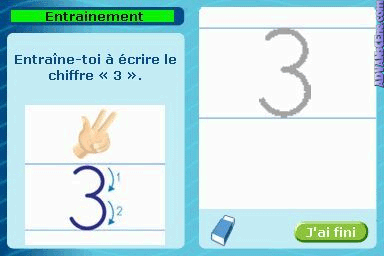 Entrainement
Entraîne-toi à écrire le
chiffre « 3 ».
3
1
2
3
J'ai fini